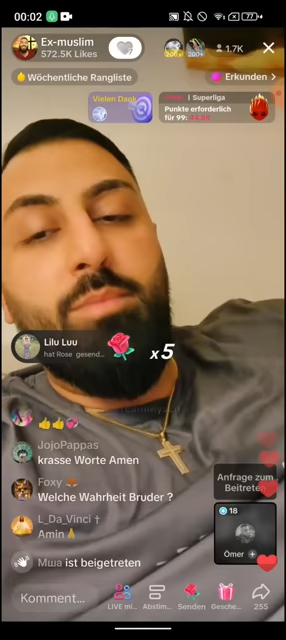 00:02
77
Ex-muslim
572.5K Likes
1.7K
Wöchentliche Rangliste
Erkunden >
Vielen Dank
| Superliga
Punkte erforderlich
für 99:
Lilu Luu
hat Rose gesend...
x5
JojoPappas
krasse Worte Amen
Foxy
Welche Wahrheit Bruder ?
L_Da_Vinci †
Amin
Миша ist beigetreten
Anfrage zum
Beitreten
18
Ömer +
Kommentar...
LIVE mi...
Abstim...
Senden
Gesche...
255